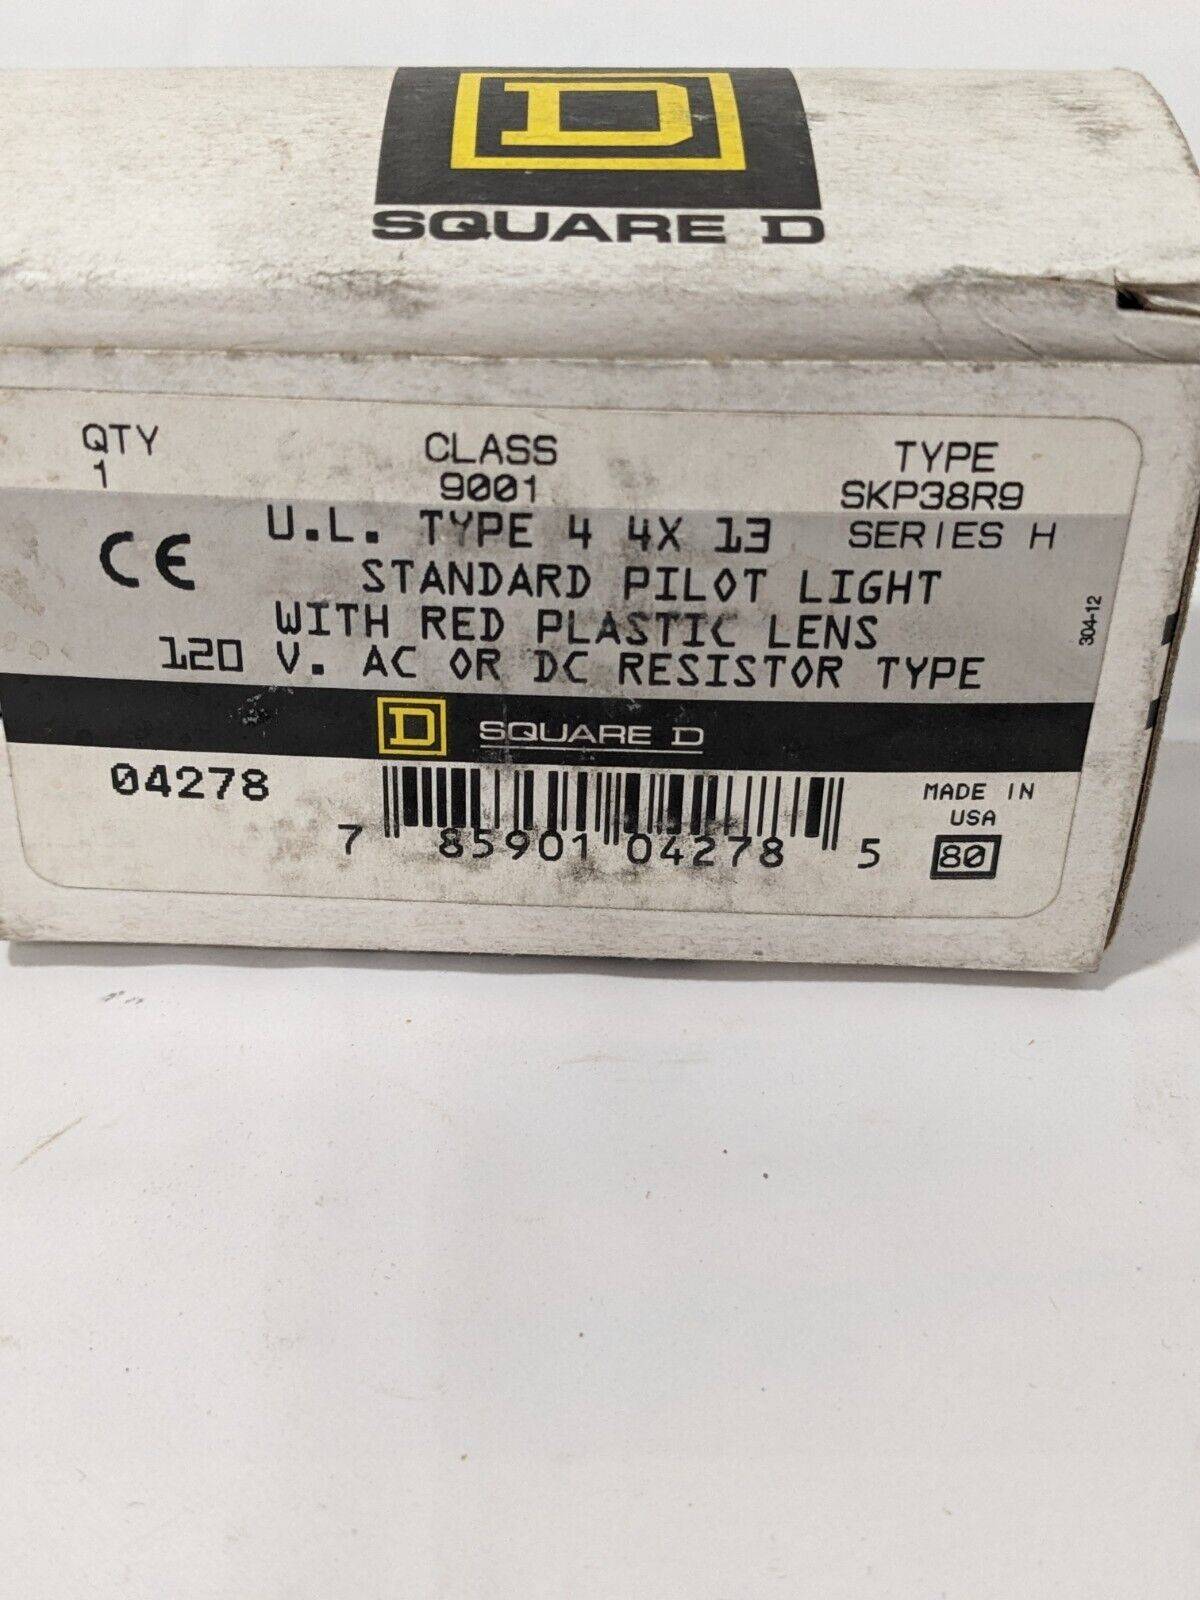 D
SQUARE D
QTY
1
CLASS
9001
TYPE
SKP38R9
SERIES H
CE
U.L. TYPE 4 4X 13
STANDARD PILOT LIGHT
WITH RED PLASTIC LENS
120 V. AC OR DC RESISTOR TYPE
304-12
D SQUARE D
04278
7 85901 04278 5
MADE IN
USA
80